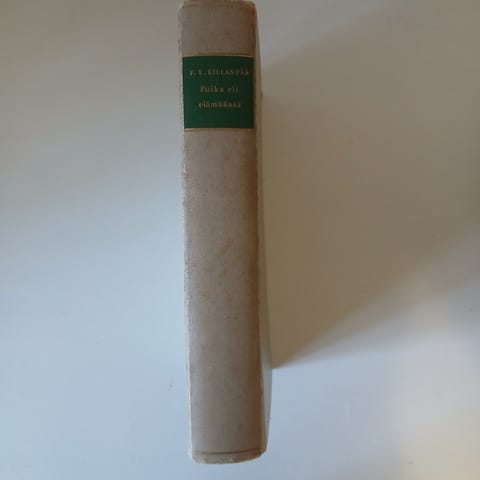 F. E. SILLANPÄÄ
Poika eli
elämäänsä